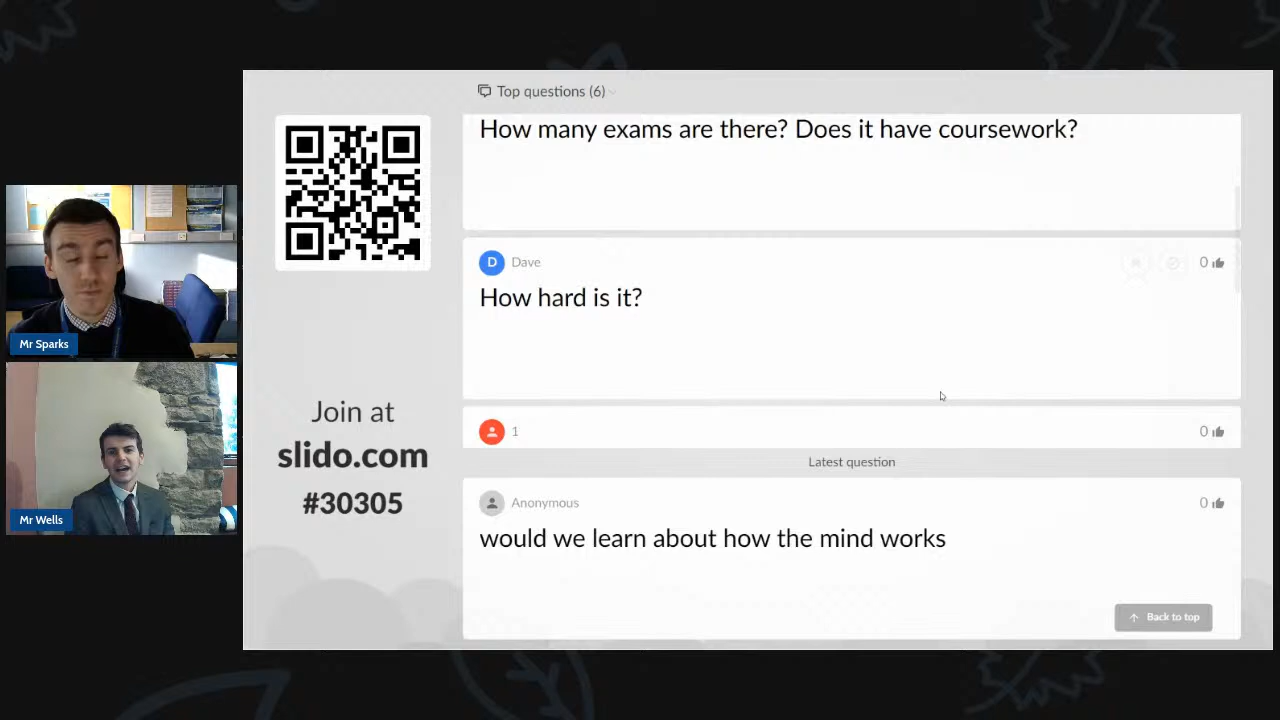 Top questions (6)
How many exams are there? Does it have coursework?
D
Dave
0
How hard is it?
1
0
Latest question
Anonymous
0
would we learn about how the mind works
Back to top
Join at
slido.com
#30305
Mr Sparks
Mr Wells